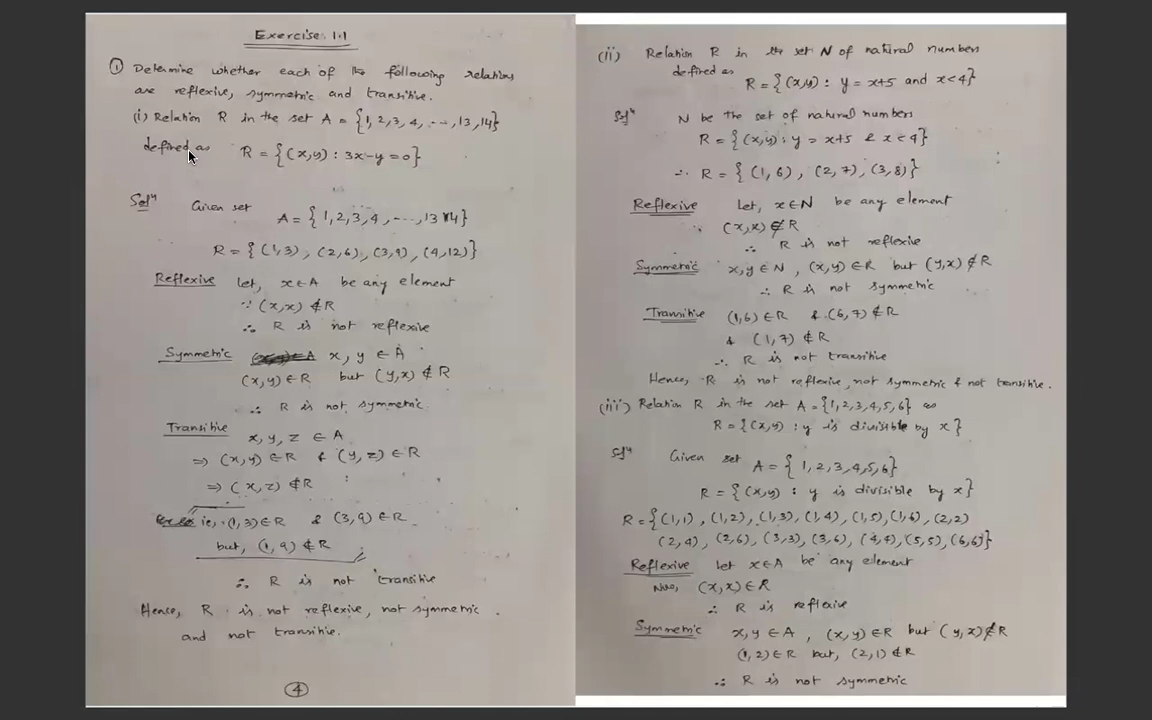 Exercise: 1.1
① Determine whether each of the following relations
are reflexive, symmetric and transitive.
(i) Relation R in the set A = {1,2,3,4, ----,13,14}
defined as R = {(x,y) : 3x-y = 0}
Solⁿ Given set A = {1,2,3,4, ----,13 14}
R = {(1,3), (2,6), (3,9), (4,12)}
Reflexive let, x∈A be any element
∵ (x,x) ∉ R
∴ R is not reflexive
Symmetric x, y ∈ A
(x,y) ∈ R but (y,x) ∉ R
∴ R is not symmetric
Transitive x, y, z ∈ A
⇒ (x,y) ∈ R & (y,z) ∈ R
⇒ (x,z) ∉ R
ie, (1,3) ∈ R & (3,9) ∈ R
but, (1,9) ∉ R
∴ R is not transitive
Hence, R is not reflexive, not symmetric
and not transitive.
④
(ii) Relation R in the set N of natural numbers
defined as R = {(x,y) : y = x+5 and x<4}
Solⁿ N be the set of natural numbers
R = {(x,y) : y = x+5 & x<4}
∴ R = {(1,6), (2,7), (3,8)}
Reflexive Let, x∈N be any element
(x,x) ∉ R
∴ R is not reflexive
Symmetric x,y ∈ N, (x,y) ∈ R but (y,x) ∉ R
∴ R is not symmetric
Transitive (1,6) ∈ R & (6,7) ∉ R
& (1,7) ∉ R
∴ R is not transitive
Hence, R is not reflexive, not symmetric & not transitive.
(iii) Relation R in the set A = {1,2,3,4,5,6} as
R = {(x,y) : y is divisible by x}
Solⁿ Given set A = {1,2,3,4,5,6}
R = {(x,y) : y is divisible by x}
R = {(1,1), (1,2), (1,3), (1,4), (1,5), (1,6), (2,2)
(2,4), (2,6), (3,3), (3,6), (4,4), (5,5), (6,6)}
Reflexive Let x∈A be any element
Now, (x,x) ∈ R
∴ R is reflexive
Symmetric x,y ∈ A, (x,y) ∈ R but (y,x) ∉ R
(1,2) ∈ R but, (2,1) ∉ R
∴ R is not symmetric